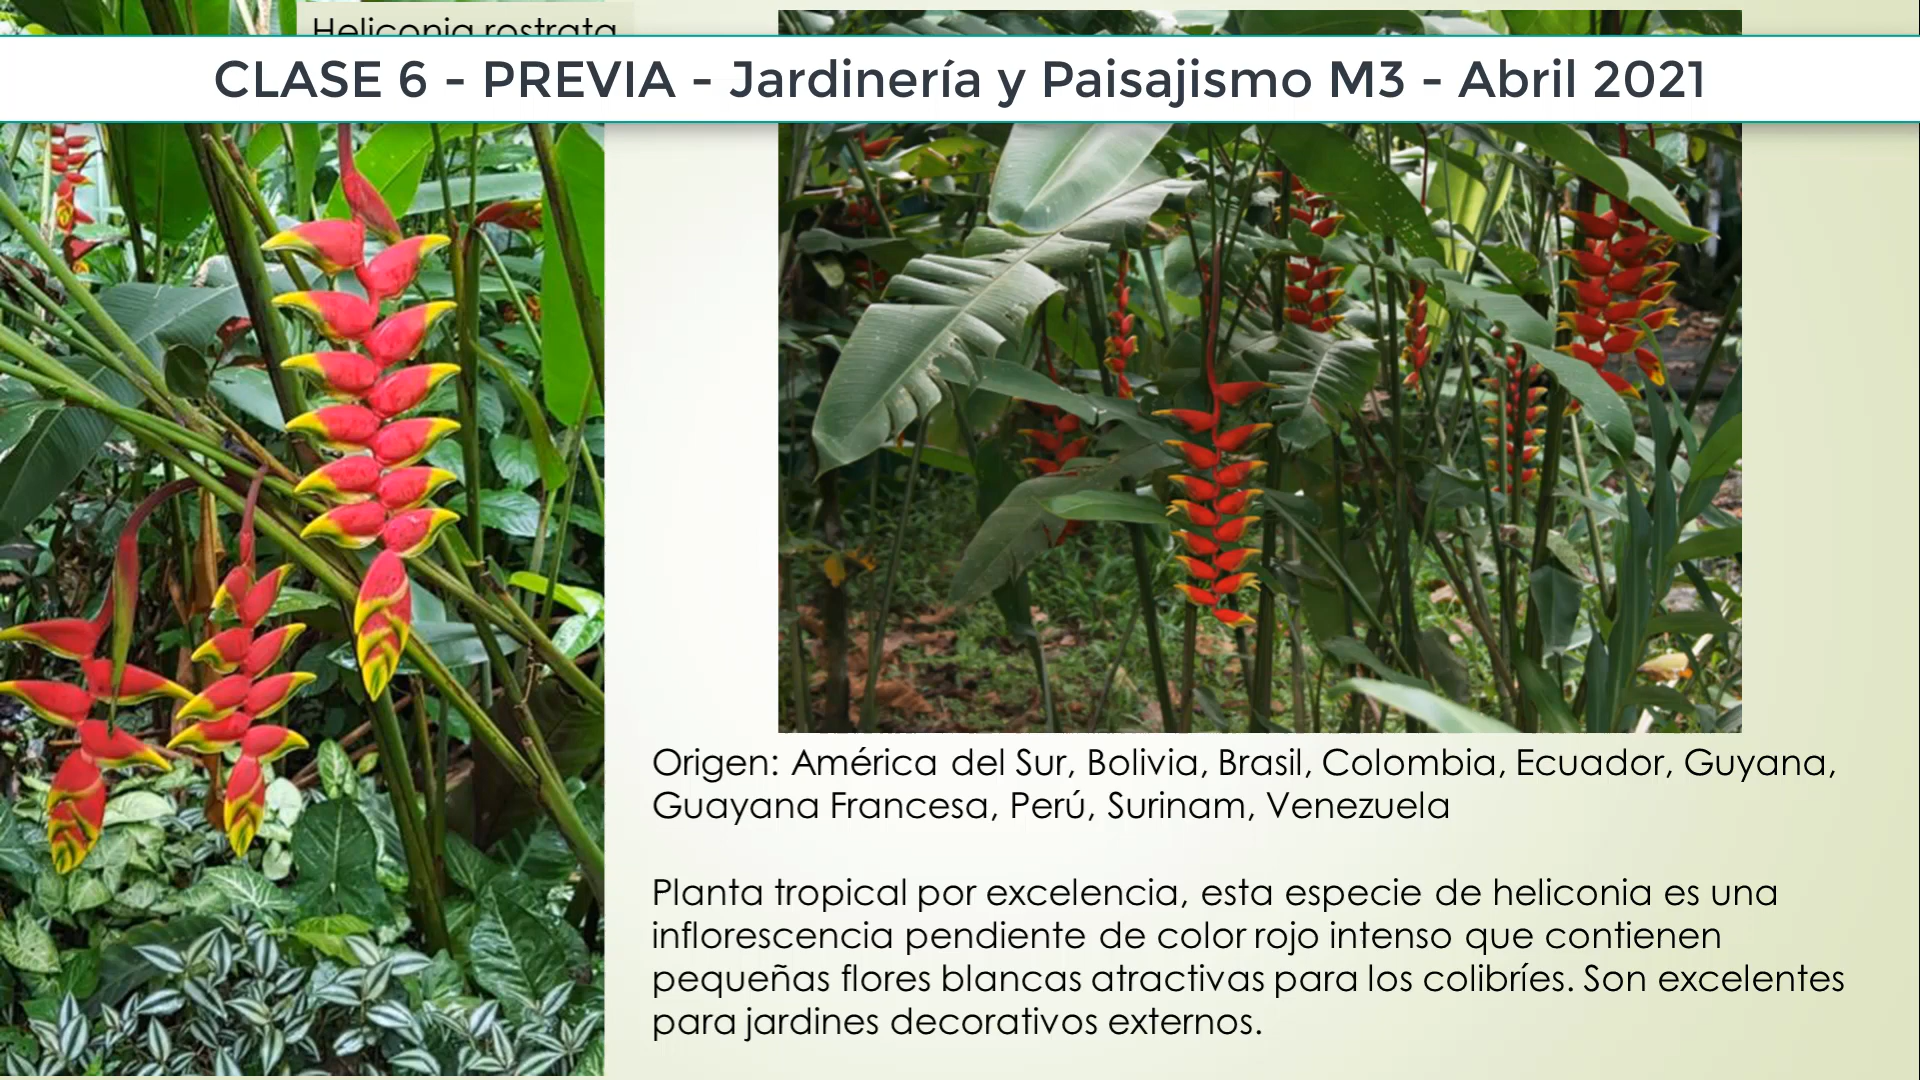 Heliconia rostrata
CLASE 6 - PREVIA - Jardinería y Paisajismo M3 - Abril 2021
Origen: América del Sur, Bolivia, Brasil, Colombia, Ecuador, Guyana,
Guayana Francesa, Perú, Surinam, Venezuela
Planta tropical por excelencia, esta especie de heliconia es una
inflorescencia pendiente de color rojo intenso que contienen
pequeñas flores blancas atractivas para los colibríes. Son excelentes
para jardines decorativos externos.